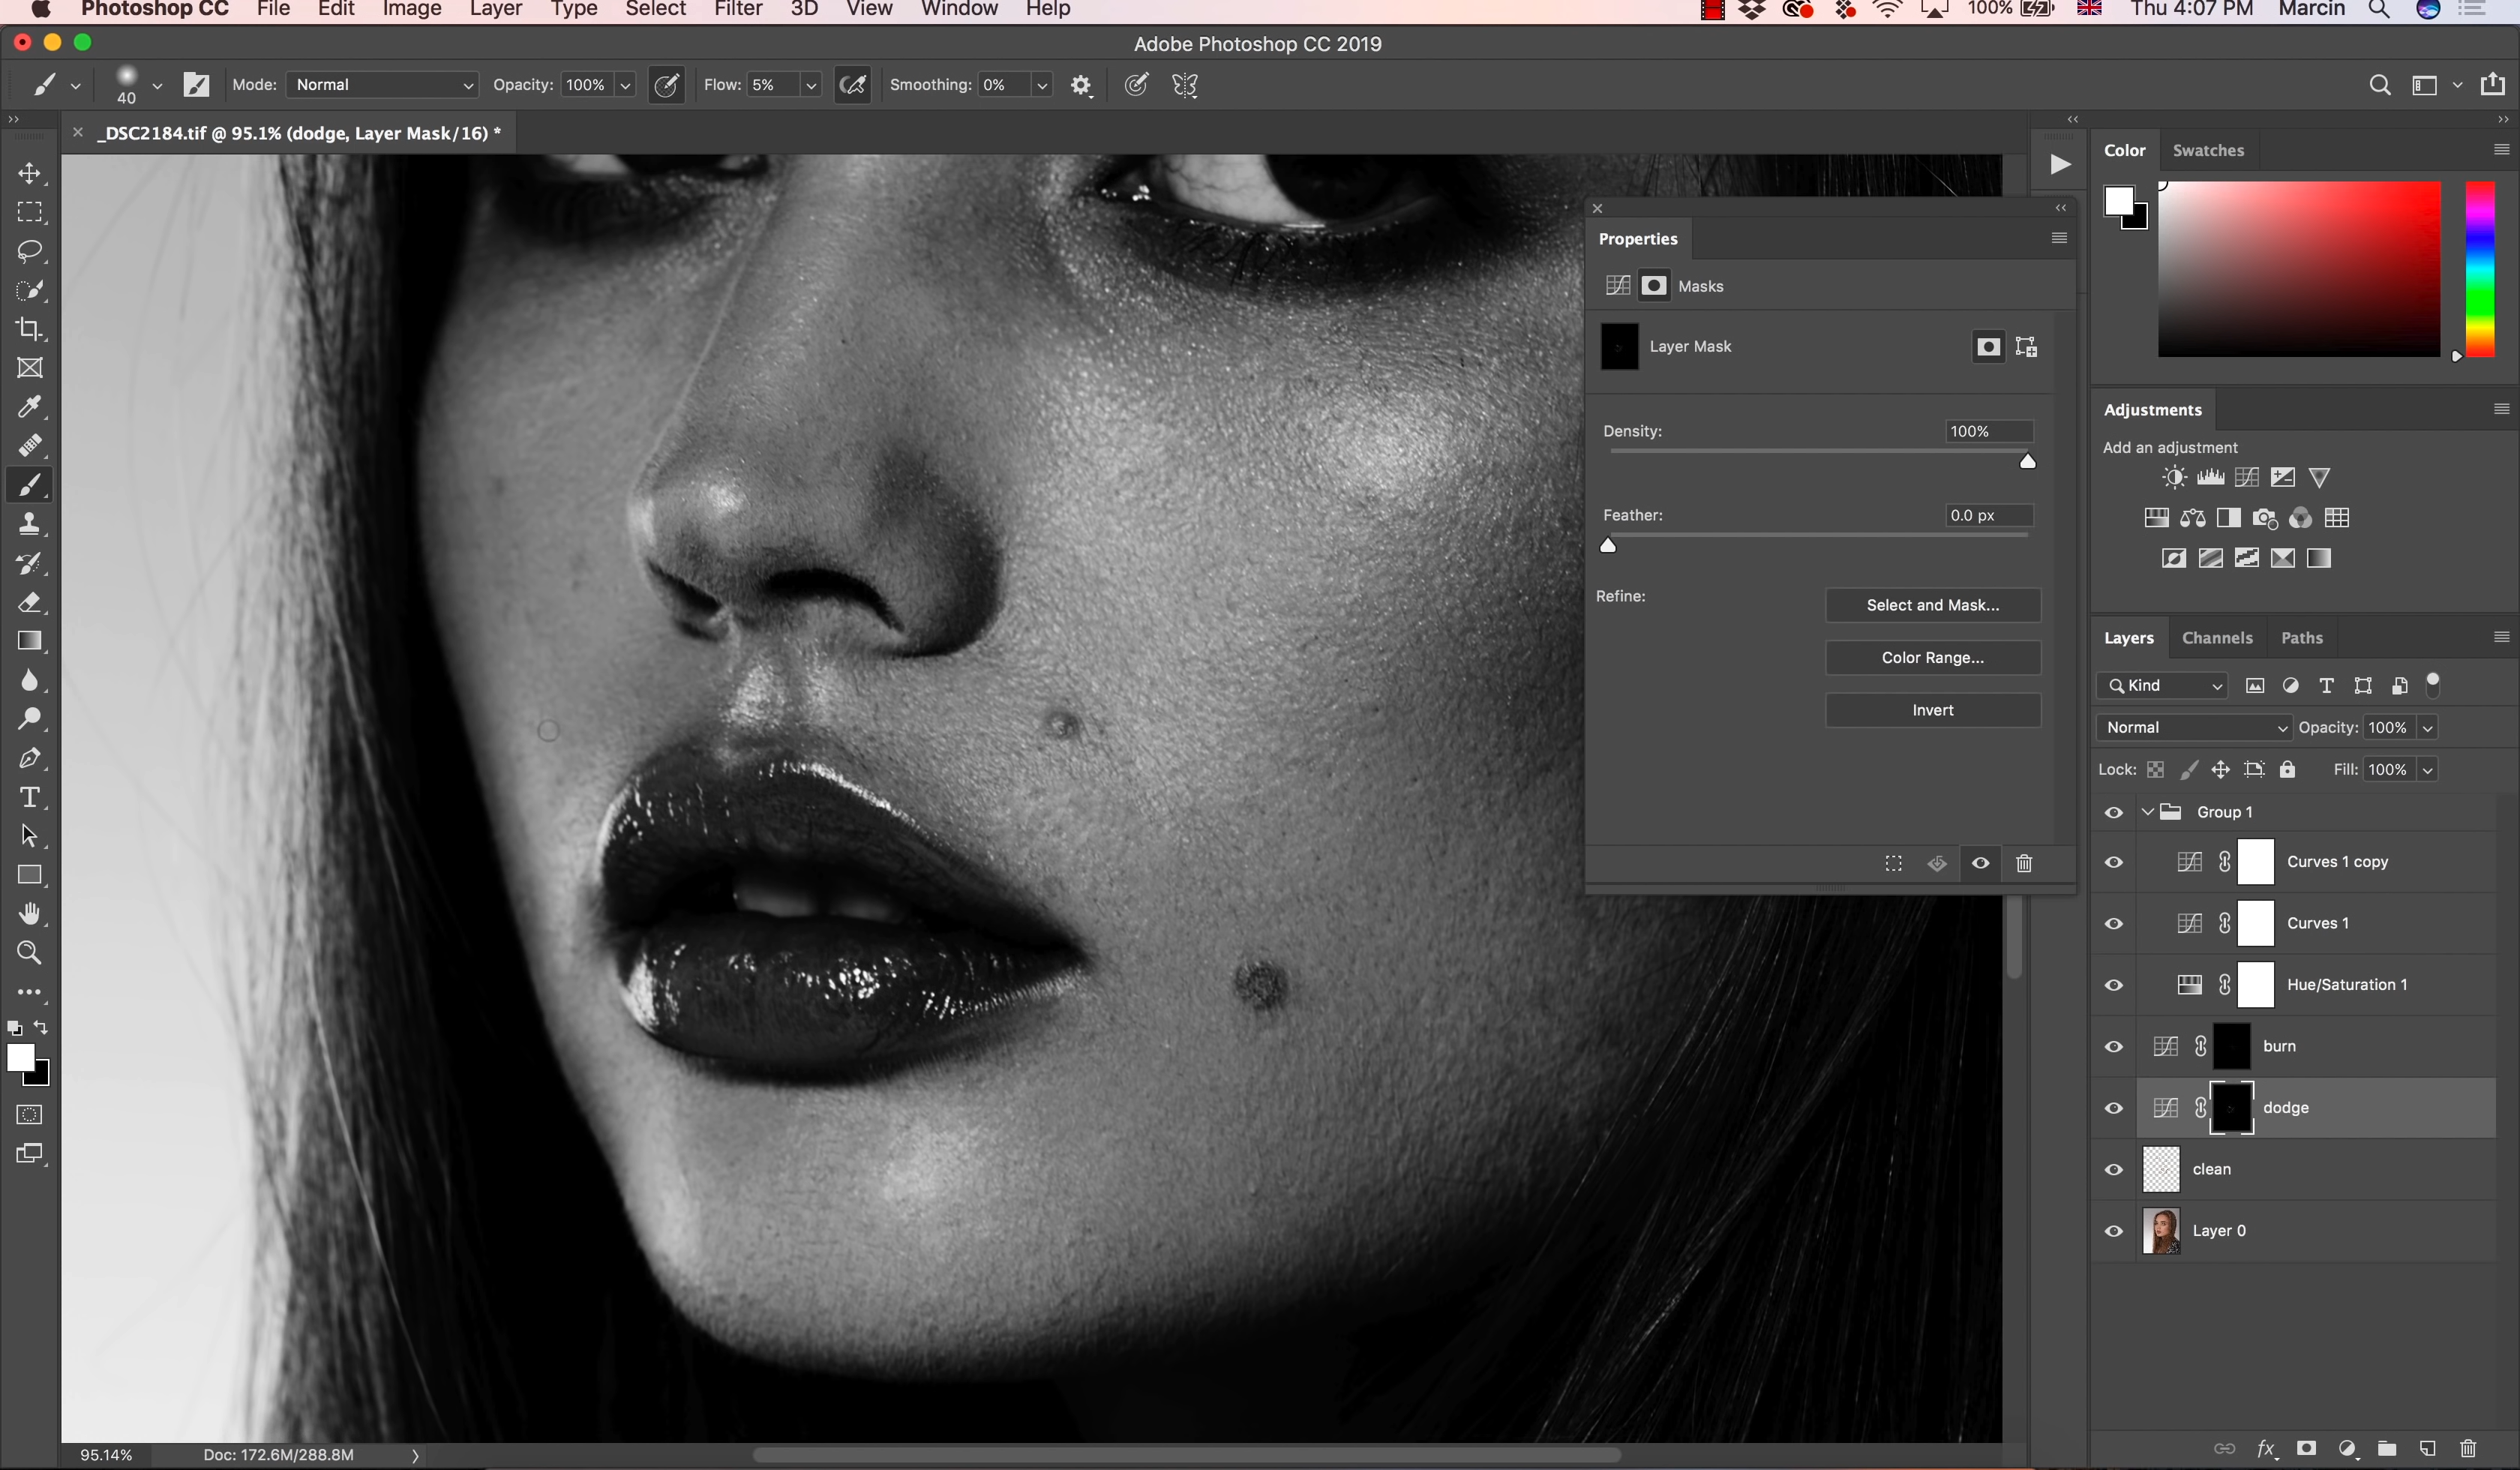 Photoshop CC File Edit Image Layer Type Select Filter 3D View Window Help 100% Thu 4:07 PM Marcin
Adobe Photoshop CC 2019
40 Mode: Normal Opacity: 100% Flow: 5% Smoothing: 0%
_DSC2184.tif @ 95.1% (dodge, Layer Mask/16) *
Color Swatches
Properties
Masks
Layer Mask
Density: 100%
Feather: 0.0 px
Refine:
Select and Mask...
Color Range...
Invert
Adjustments
Add an adjustment
Layers Channels Paths
Kind
Normal Opacity: 100%
Lock: Fill: 100%
Group 1
Curves 1 copy
Curves 1
Hue/Saturation 1
burn
dodge
clean
Layer 0
fx
95.14% Doc: 172.6M/288.8M